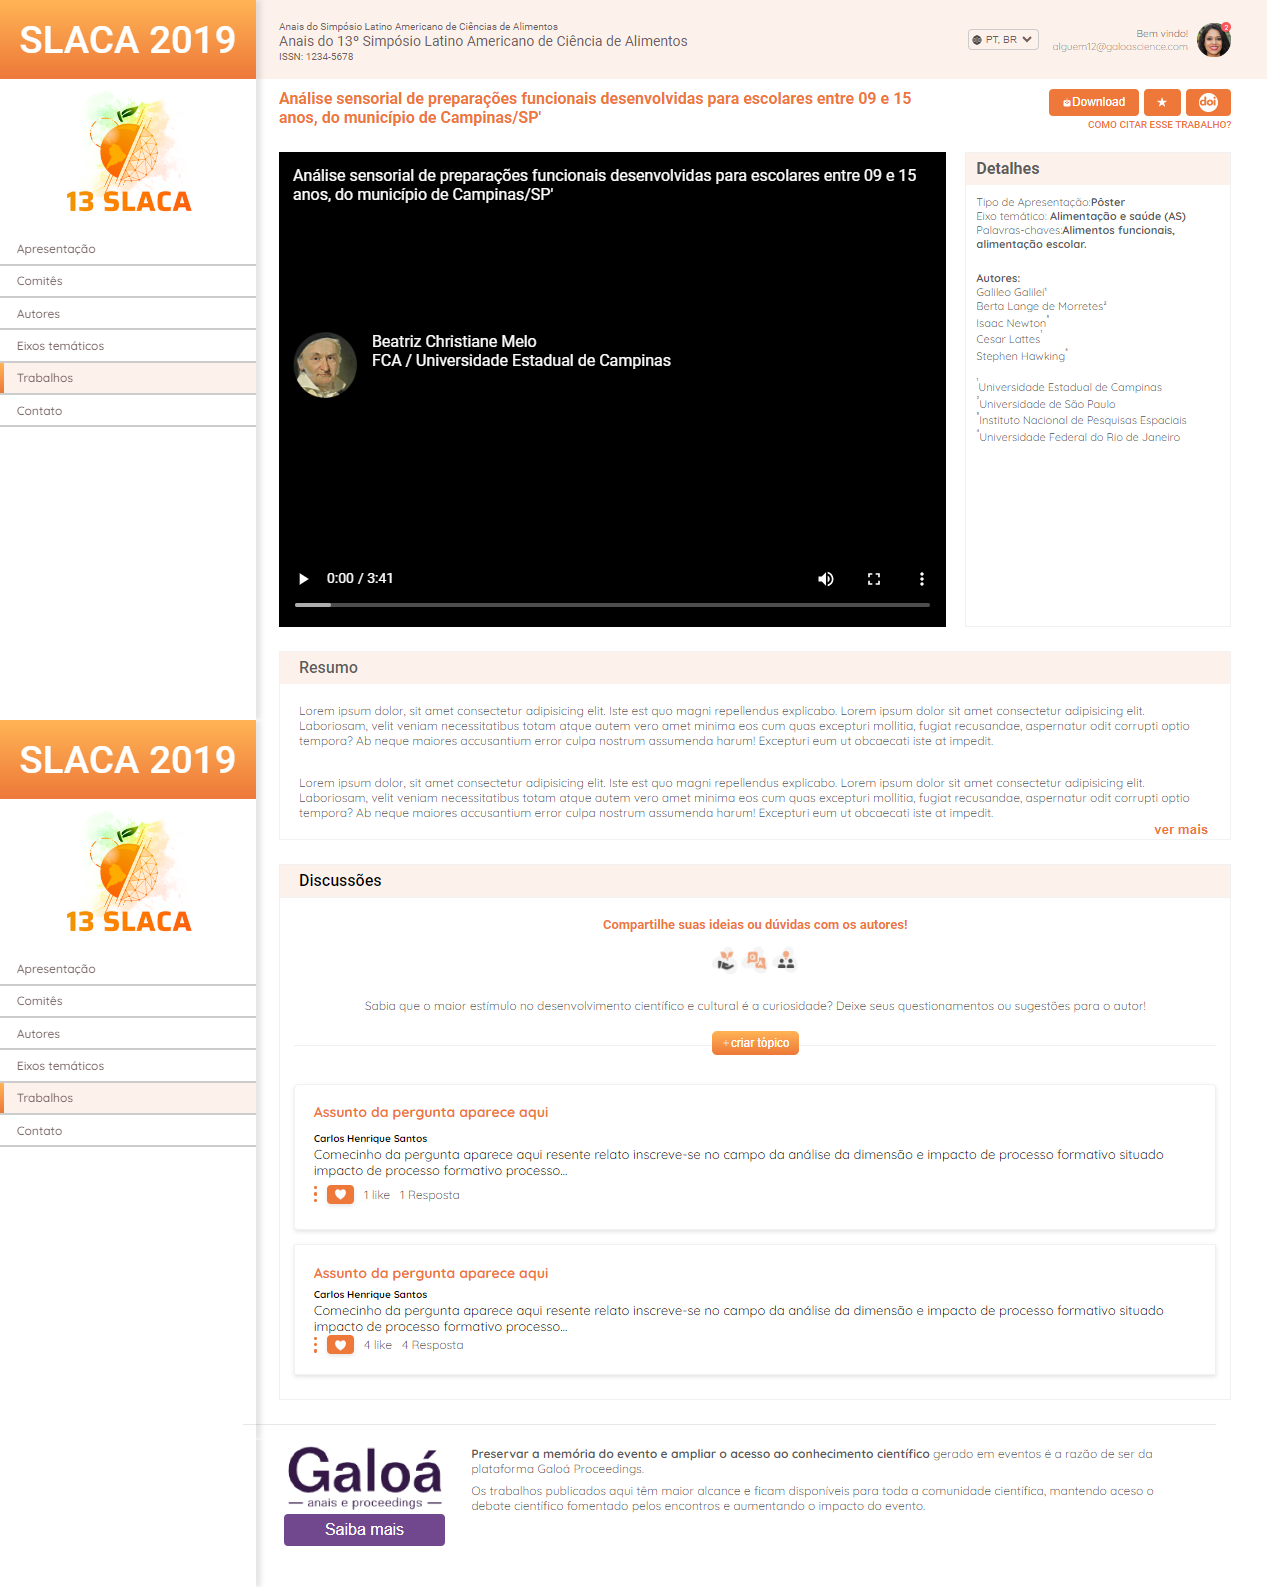 SLACA 2019
13 SLACA
Apresentação
Comitês
Autores
Eixos temáticos
Trabalhos
Contato
SLACA 2019
13 SLACA
Apresentação
Comitês
Autores
Eixos temáticos
Trabalhos
Contato
Anais do Simpósio Latino Americano de Ciências de Alimentos
Anais do 13º Simpósio Latino Americano de Ciência de Alimentos
ISSN: 1234-5678
PT, BR
Bem vindo!
alguem12@galoascience.com
2
Análise sensorial de preparações funcionais desenvolvidas para escolares entre 09 e 15
anos, do município de Campinas/SP'
Download
★
doi
COMO CITAR ESSE TRABALHO?
Análise sensorial de preparações funcionais desenvolvidas para escolares entre 09 e 15
anos, do município de Campinas/SP'
Beatriz Christiane Melo
FCA / Universidade Estadual de Campinas
0:00 / 3:41
Detalhes
Tipo de Apresentação:Pôster
Eixo temático: Alimentação e saúde (AS)
Palavras-chaves:Alimentos funcionais,
alimentação escolar.
Autores:
Galileo Galilei¹
Berta Lange de Morretes²
Isaac Newton³
Cesar Lattes¹
Stephen Hawking⁴
¹Universidade Estadual de Campinas
²Universidade de São Paulo
³Instituto Nacional de Pesquisas Espaciais
⁴Universidade Federal do Rio de Janeiro
Resumo
Lorem ipsum dolor, sit amet consectetur adipisicing elit. Iste est quo magni repellendus explicabo. Lorem ipsum dolor sit amet consectetur adipisicing elit.
Laboriosam, velit veniam necessitatibus totam atque autem vero amet minima eos cum quas excepturi mollitia, fugiat recusandae, aspernatur odit corrupti optio
tempora? Ab neque maiores accusantium error culpa nostrum assumenda harum! Excepturi eum ut obcaecati iste at impedit.
Lorem ipsum dolor, sit amet consectetur adipisicing elit. Iste est quo magni repellendus explicabo. Lorem ipsum dolor sit amet consectetur adipisicing elit.
Laboriosam, velit veniam necessitatibus totam atque autem vero amet minima eos cum quas excepturi mollitia, fugiat recusandae, aspernatur odit corrupti optio
tempora? Ab neque maiores accusantium error culpa nostrum assumenda harum! Excepturi eum ut obcaecati iste at impedit.
ver mais
Discussões
Compartilhe suas ideias ou dúvidas com os autores!
Sabia que o maior estímulo no desenvolvimento científico e cultural é a curiosidade? Deixe seus questionamentos ou sugestões para o autor!
+criar tòpico
Assunto da pergunta aparece aqui
Carlos Henrique Santos
Comecinho da pergunta aparece aqui resente relato inscreve-se no campo da análise da dimensão e impacto de processo formativo situado
impacto de processo formativo processo...
1 like 1 Resposta
Assunto da pergunta aparece aqui
Carlos Henrique Santos
Comecinho da pergunta aparece aqui resente relato inscreve-se no campo da análise da dimensão e impacto de processo formativo situado
impacto de processo formativo processo...
4 like 4 Resposta
Galoá
anais e proceedings
Saiba mais
Preservar a memória do evento e ampliar o acesso ao conhecimento científico gerado em eventos é a razão de ser da
plataforma Galoá Proceedings.
Os trabalhos publicados aqui têm maior alcance e ficam disponíveis para toda a comunidade científica, mantendo aceso o
debate científico fomentado pelos encontros e aumentando o impacto do evento.